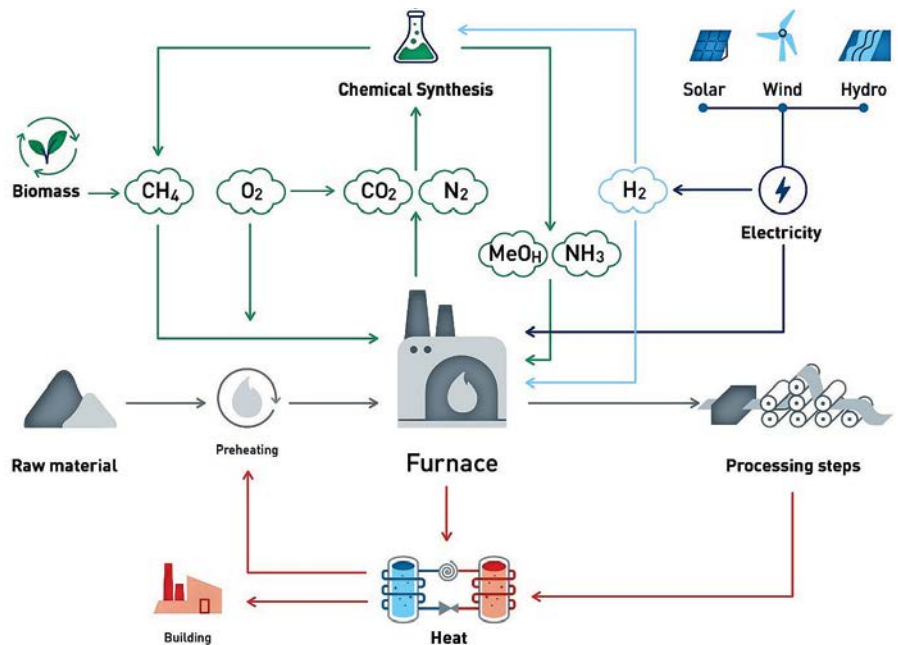 Chemical Synthesis
Solar
Wind
Hydro
Biomass
CH4
O2
CO2
N2
H2
Electricity
MeOH
NH3
Raw material
Preheating
Furnace
Processing steps
Building
Heat